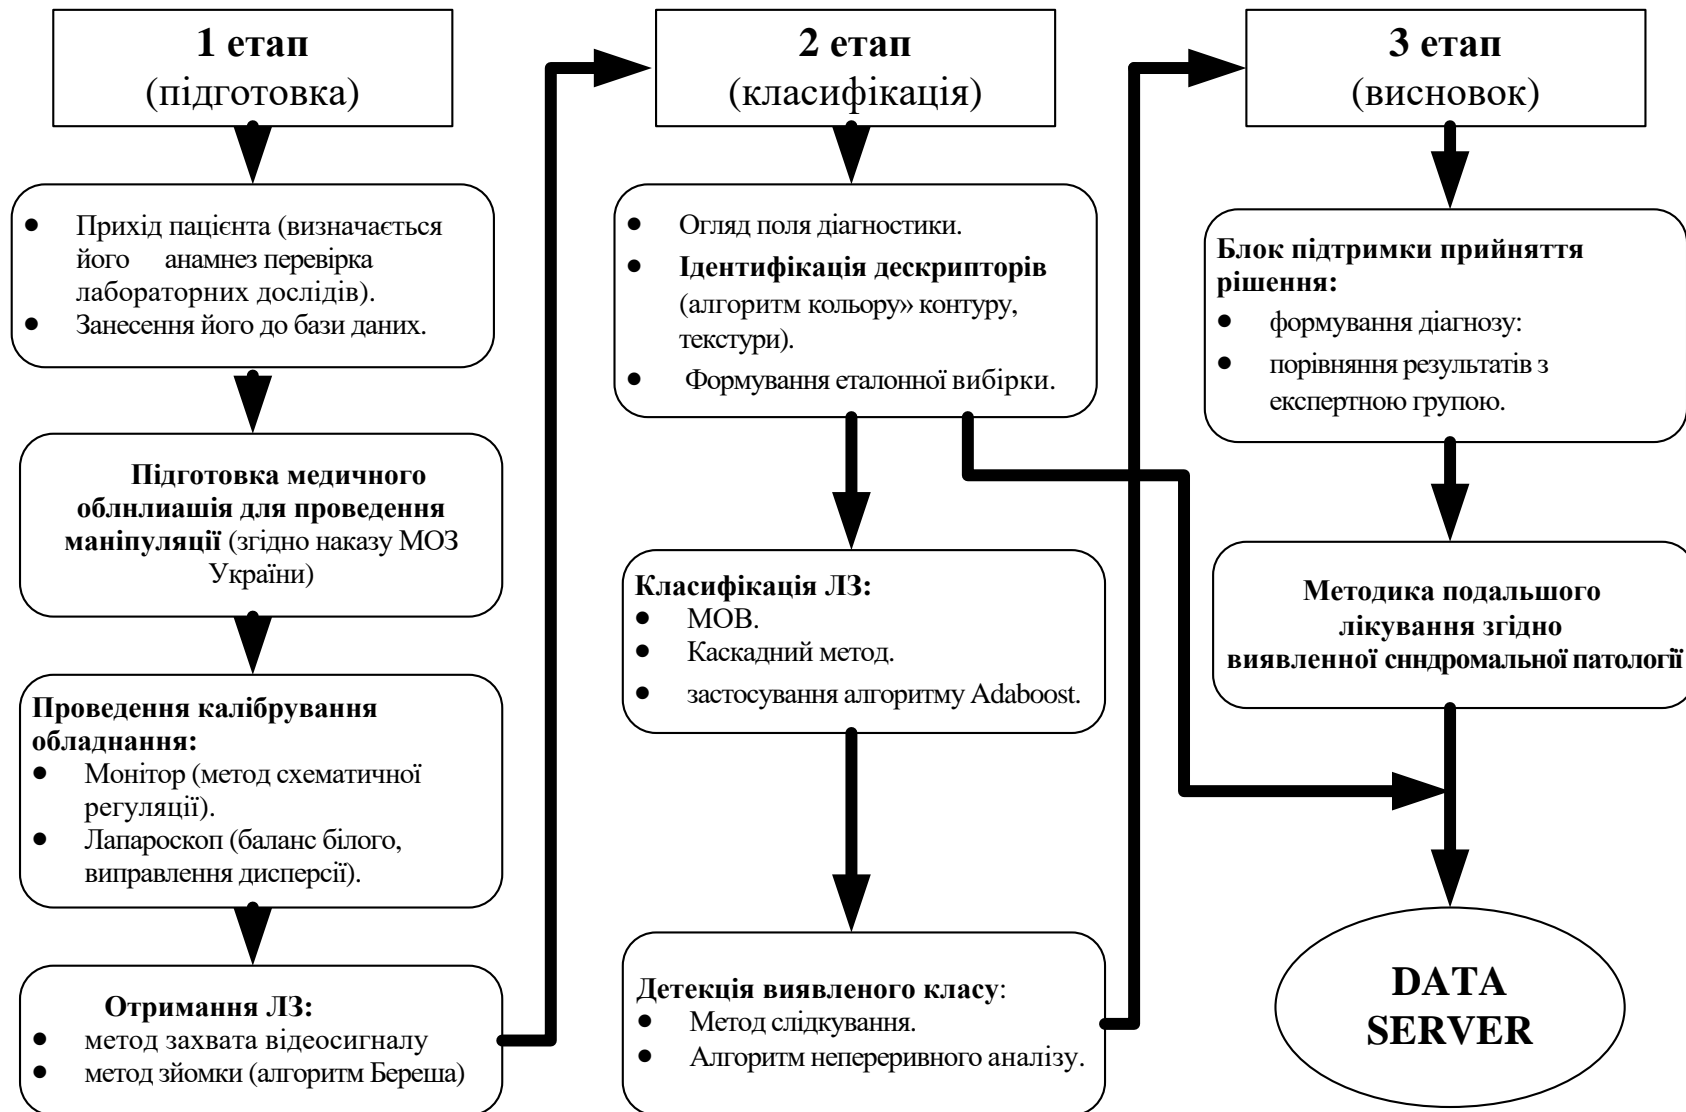 1 етап
(підготовка)
Прихід пацієнта (визначається
його анамнез перевірка
лабораторних дослідів).
Занесення його до бази даних.
Підготовка медичного
облнлиашія для проведення
маніпуляції (згідно наказу МОЗ
України)
Проведення калібрування
обладнання:
Монітор (метод схематичної
регуляції).
Лапароскоп (баланс білого,
виправлення дисперсії).
Отримання ЛЗ:
метод захвата відеосигналу
метод зйомки (алгоритм Береша)
2 етап
(класифікація)
Огляд поля діагностики.
Ідентифікація дескрипторів
(алгоритм кольору» контуру,
текстури).
Формування еталонної вибірки.
Класифікація ЛЗ:
МОВ.
Каскадний метод.
застосування алгоритму Adaboost.
Детекція виявленого класу:
Метод слідкування.
Алгоритм непереривного аналізу.
3 етап
(висновок)
Блок підтримки прийняття
рішення:
формування діагнозу:
порівняння результатів з
експертною групою.
Методика подальшого
лікування згідно
виявленної снндромальної патології
DATA
SERVER